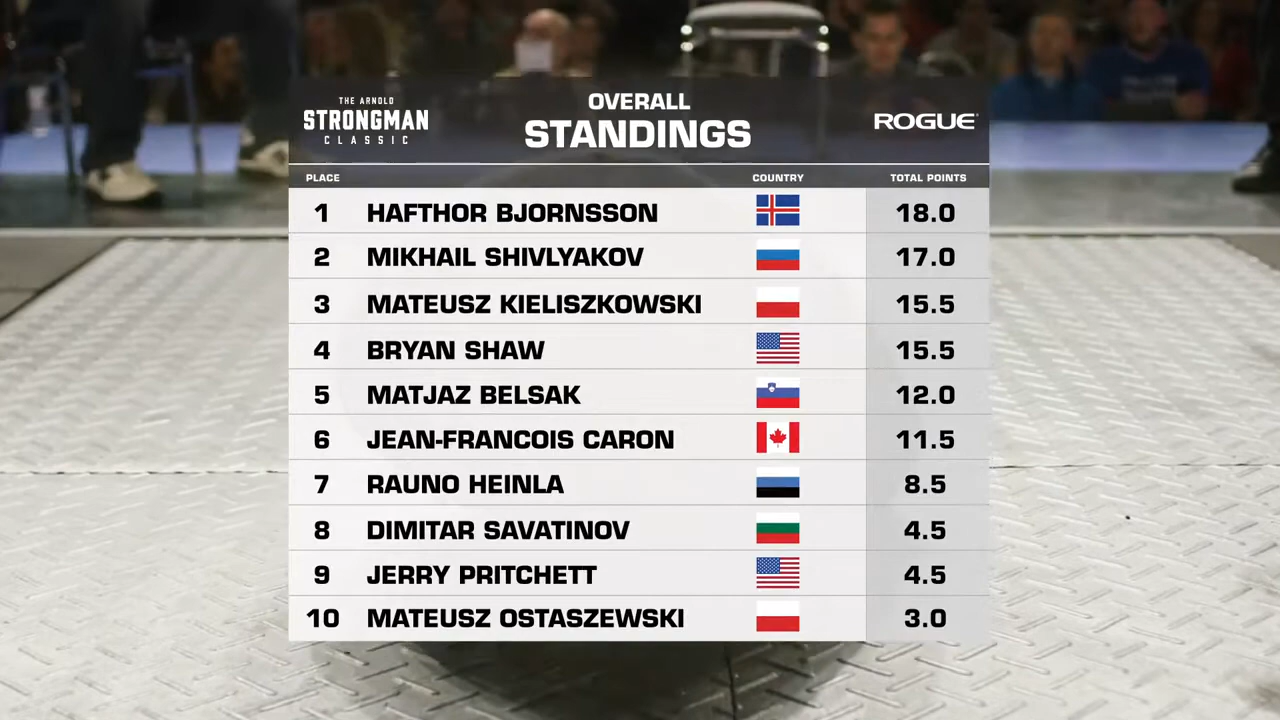 THE ARNOLD
STRONGMAN
CLASSIC
OVERALL
STANDINGS
ROGUE
PLACE COUNTRY TOTAL POINTS
1 HAFTHOR BJORNSSON 18.0
2 MIKHAIL SHIVLYAKOV 17.0
3 MATEUSZ KIELISZKOWSKI 15.5
4 BRYAN SHAW 15.5
5 MATJAZ BELSAK 12.0
6 JEAN-FRANCOIS CARON 11.5
7 RAUNO HEINLA 8.5
8 DIMITAR SAVATINOV 4.5
9 JERRY PRITCHETT 4.5
10 MATEUSZ OSTASZEWSKI 3.0